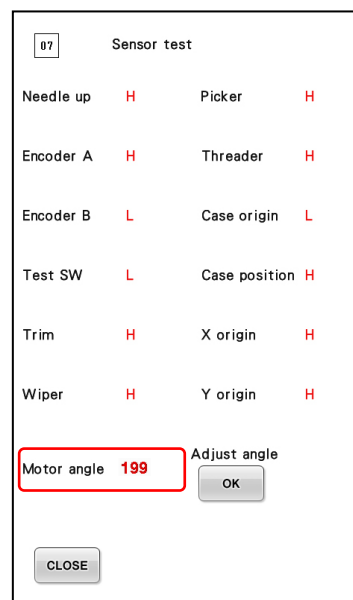 07 Sensor test
Needle up H Picker H
Encoder A H Threader H
Encoder B L Case origin L
Test SW L Case position H
Trim H X origin H
Wiper H Y origin H
Adjust angle
Motor angle 199 OK
CLOSE